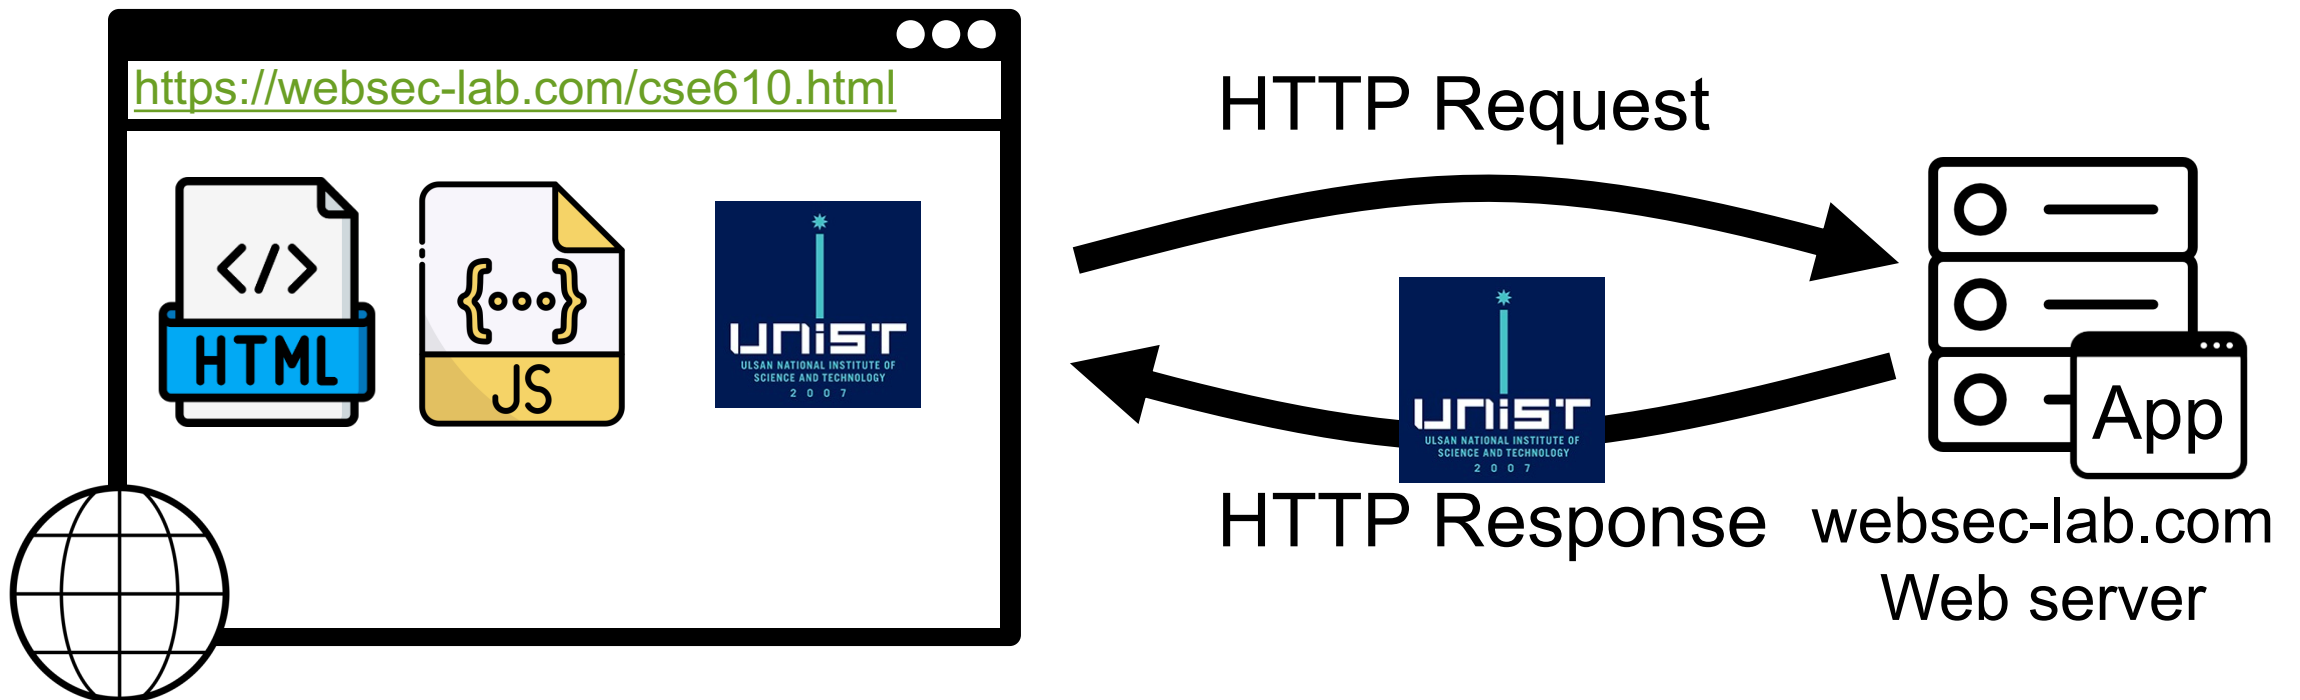 https://websec-lab.com/cse610.html
HTTP Request
</>
HTML
{...}
JS
UNIST
ULSAN NATIONAL INSTITUTE OF
SCIENCE AND TECHNOLOGY
2007
UNIST
ULSAN NATIONAL INSTITUTE OF
SCIENCE AND TECHNOLOGY
2007
App
HTTP Response
websec-lab.com
Web server